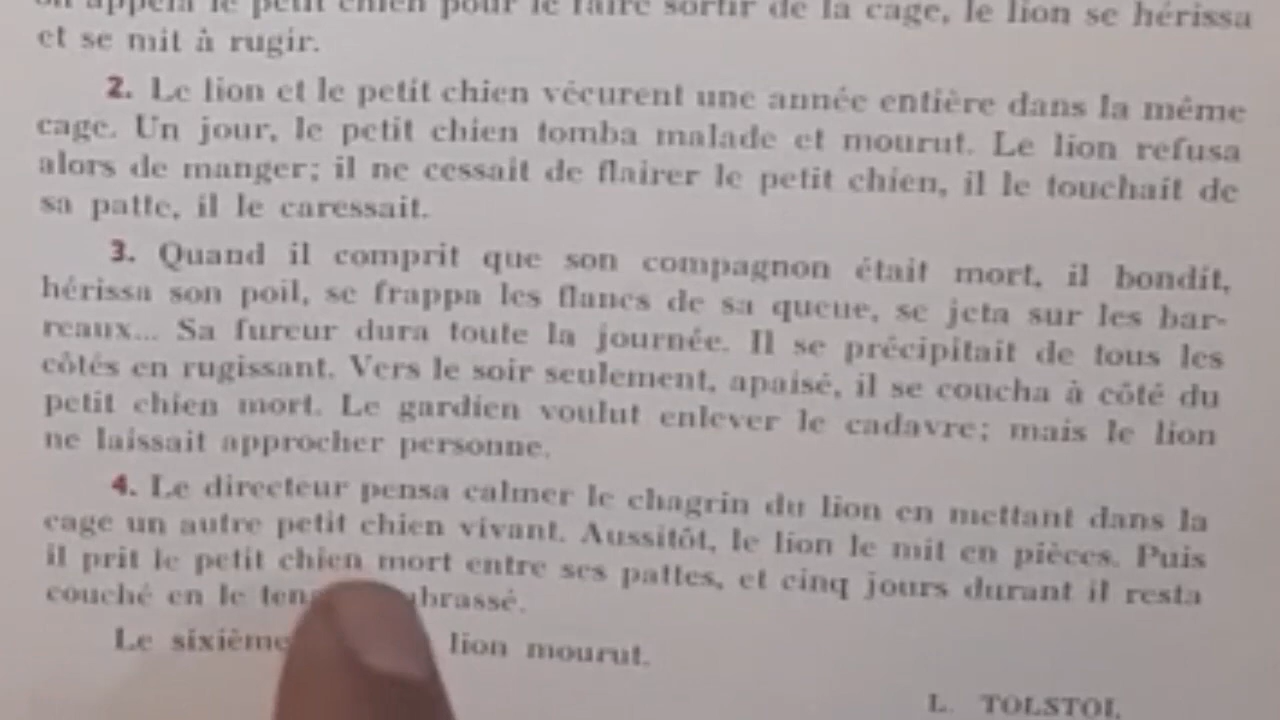 on appela le petit chien pour le faire sortir de la cage, le lion se hérissa
et se mit à rugir.
2. Le lion et le petit chien vécurent une année entière dans la même
cage. Un jour, le petit chien tomba malade et mourut. Le lion refusa
alors de manger; il ne cessait de flairer le petit chien, il le touchait de
sa patte, il le caressait.
3. Quand il comprit que son compagnon était mort, il bondit,
hérissa son poil, se frappa les flancs de sa queue, se jeta sur les bar-
reaux... Sa fureur dura toute la journée. Il se précipitait de tous les
côtés en rugissant. Vers le soir seulement, apaisé, il se coucha à côté du
petit chien mort. Le gardien voulut enlever le cadavre; mais le lion
ne laissait approcher personne.
4. Le directeur pensa calmer le chagrin du lion en mettant dans la
cage un autre petit chien vivant. Aussitôt, le lion le mit en pièces. Puis
il prit le petit chien mort entre ses pattes, et cinq jours durant il resta
couché en le
Le sixième lion mourut.
L. TOLSTOI.